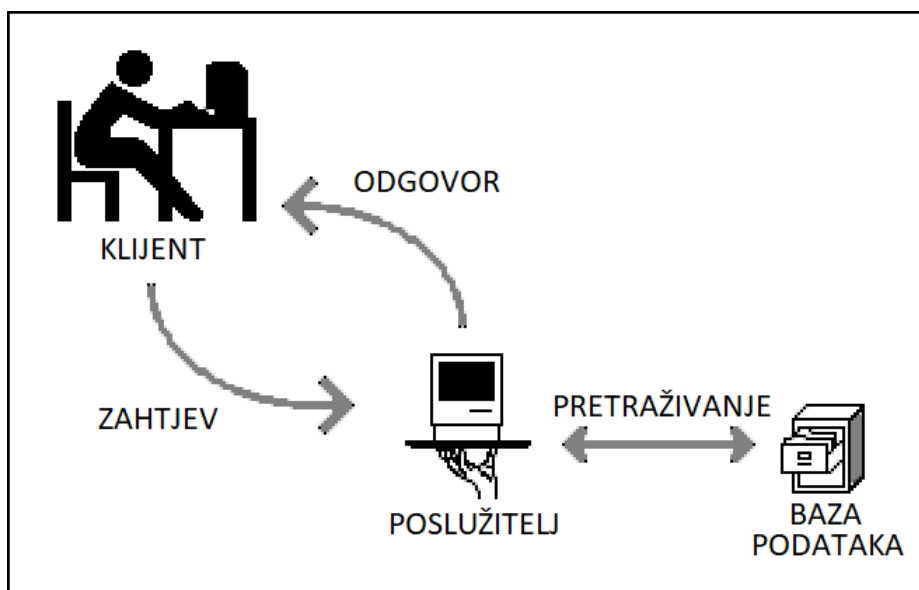 ODGOVOR
KLIJENT
ZAHTJEV
PRETRAŽIVANJE
POSLUŽITELJ
BAZA
PODATAKA